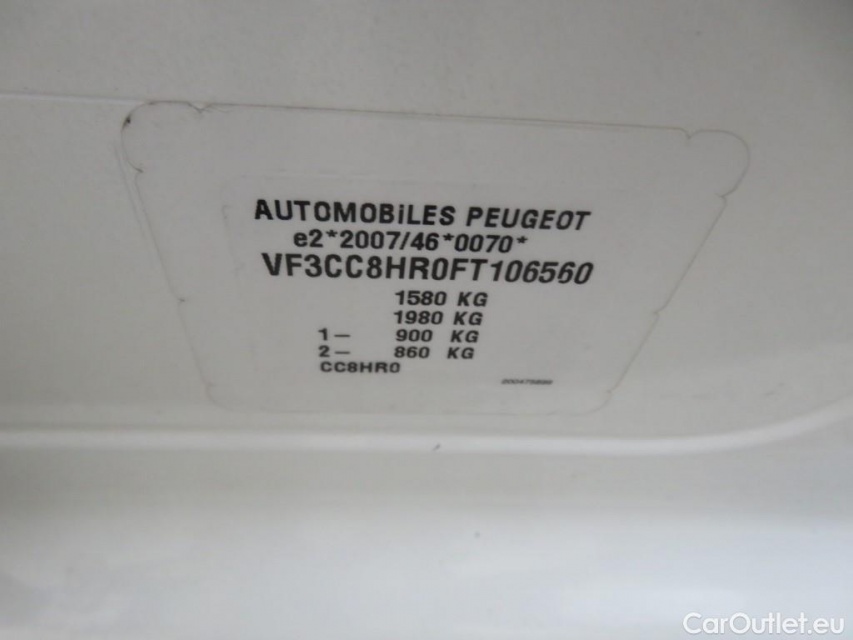 AUTOMOBiLES PEUGEOT
e2*2007/46*0070*
VF3CC8HR0FT106560
1580 KG
1980 KG
1- 900 KG
2- 860 KG
CC8HR0
CarOutlet.eu